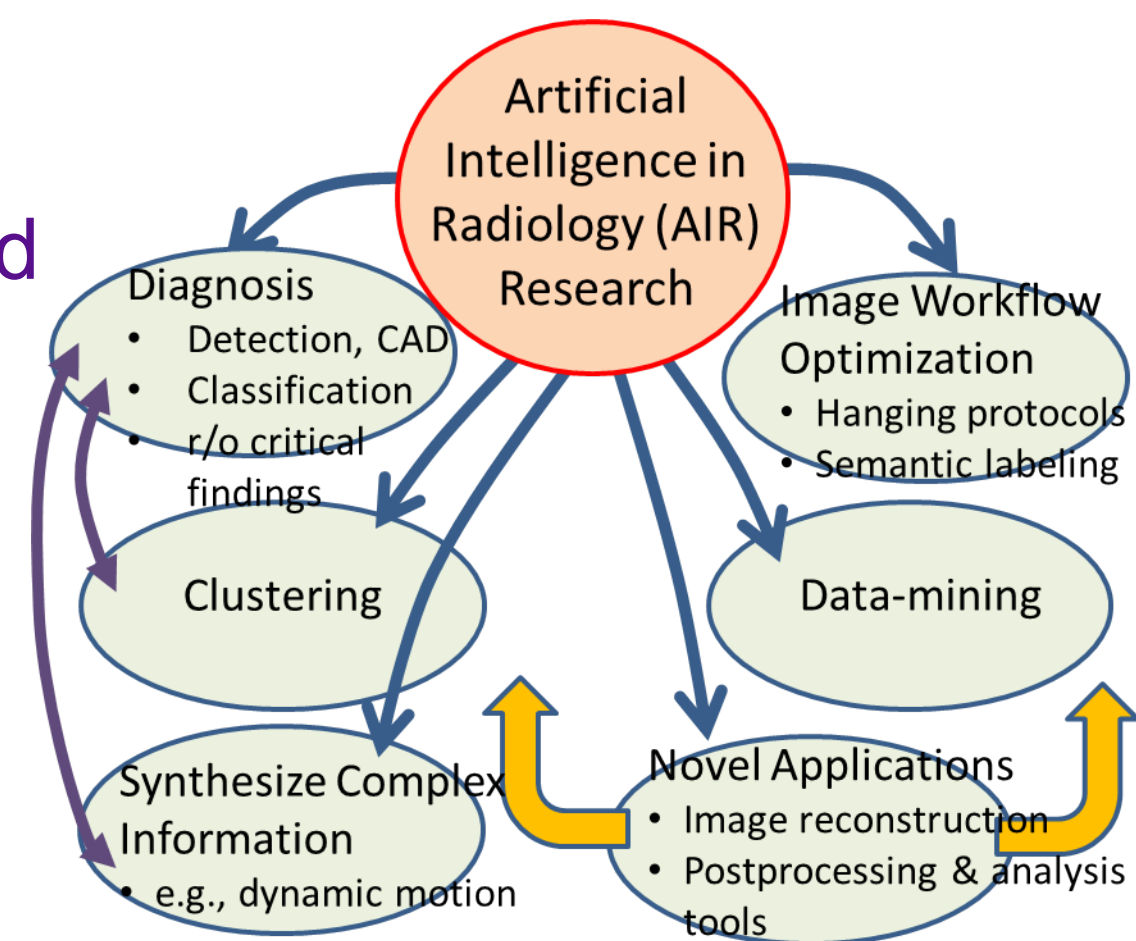 Artificial
Intelligence in
Radiology (AIR)
Research
d
Diagnosis
• Detection, CAD
• Classification
• r/o critical
findings
Image Workflow
Optimization
• Hanging protocols
• Semantic labeling
Clustering
Data-mining
Synthesize Complex
Information
• e.g., dynamic motion
Novel Applications
• Image reconstruction
• Postprocessing & analysis
tools